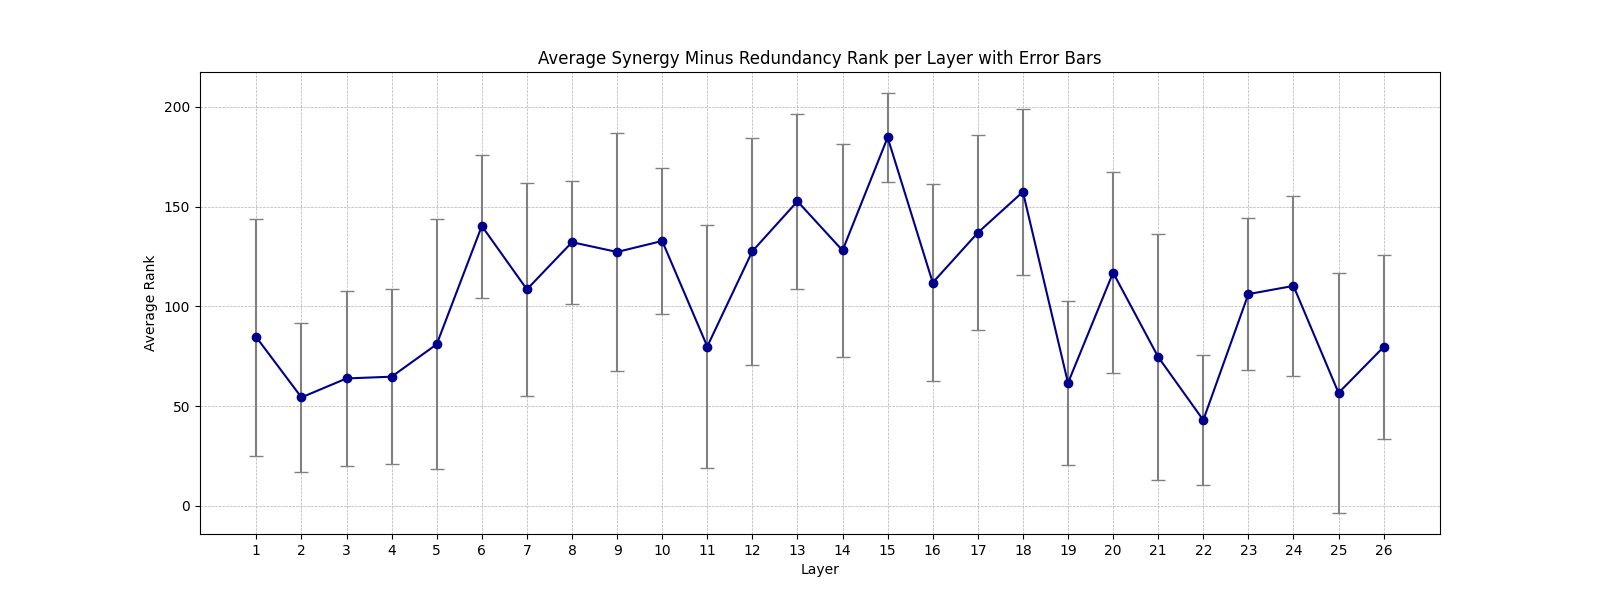 Average Synergy Minus Redundancy Rank per Layer with Error Bars
Average Rank
200
150
100
50
0
1 2 3 4 5 6 7 8 9 10 11 12 13 14 15 16 17 18 19 20 21 22 23 24 25 26
Layer